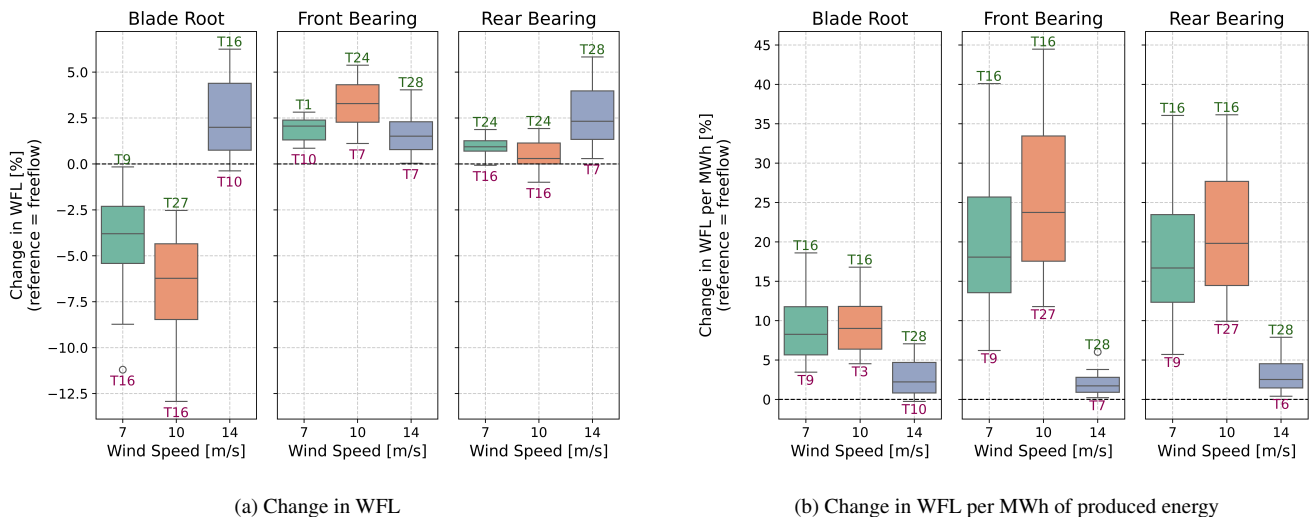 Blade Root
Front Bearing
Rear Bearing
Change in WFL [%]
(reference = freeflow)
5.0
2.5
0.0
−2.5
−5.0
−7.5
−10.0
−12.5
T9
T16
T27
T16
T16
T10
T1
T10
T24
T7
T28
T7
T24
T16
T24
T16
T28
T7
7 10 14
7 10 14
7 10 14
Wind Speed [m/s]
Wind Speed [m/s]
Wind Speed [m/s]
(a) Change in WFL
Blade Root
Front Bearing
Rear Bearing
Change in WFL per MWh [%]
(reference = freeflow)
45
40
35
30
25
20
15
10
5
0
T16
T9
T16
T3
T28
T10
T16
T9
T16
T27
T28
T7
T16
T9
T16
T27
T28
T6
7 10 14
7 10 14
7 10 14
Wind Speed [m/s]
Wind Speed [m/s]
Wind Speed [m/s]
(b) Change in WFL per MWh of produced energy